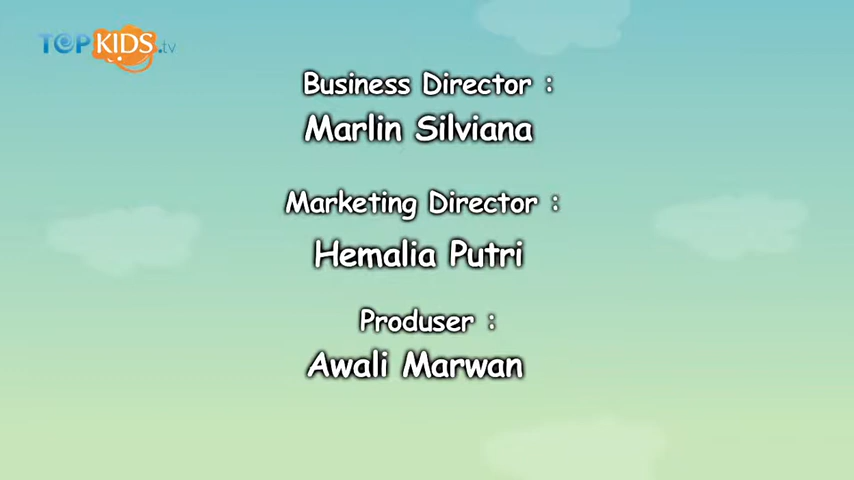 TOPKIDS.tv
Business Director :
Marlin Silviana
Marketing Director :
Hemalia Putri
Produser :
Awali Marwan